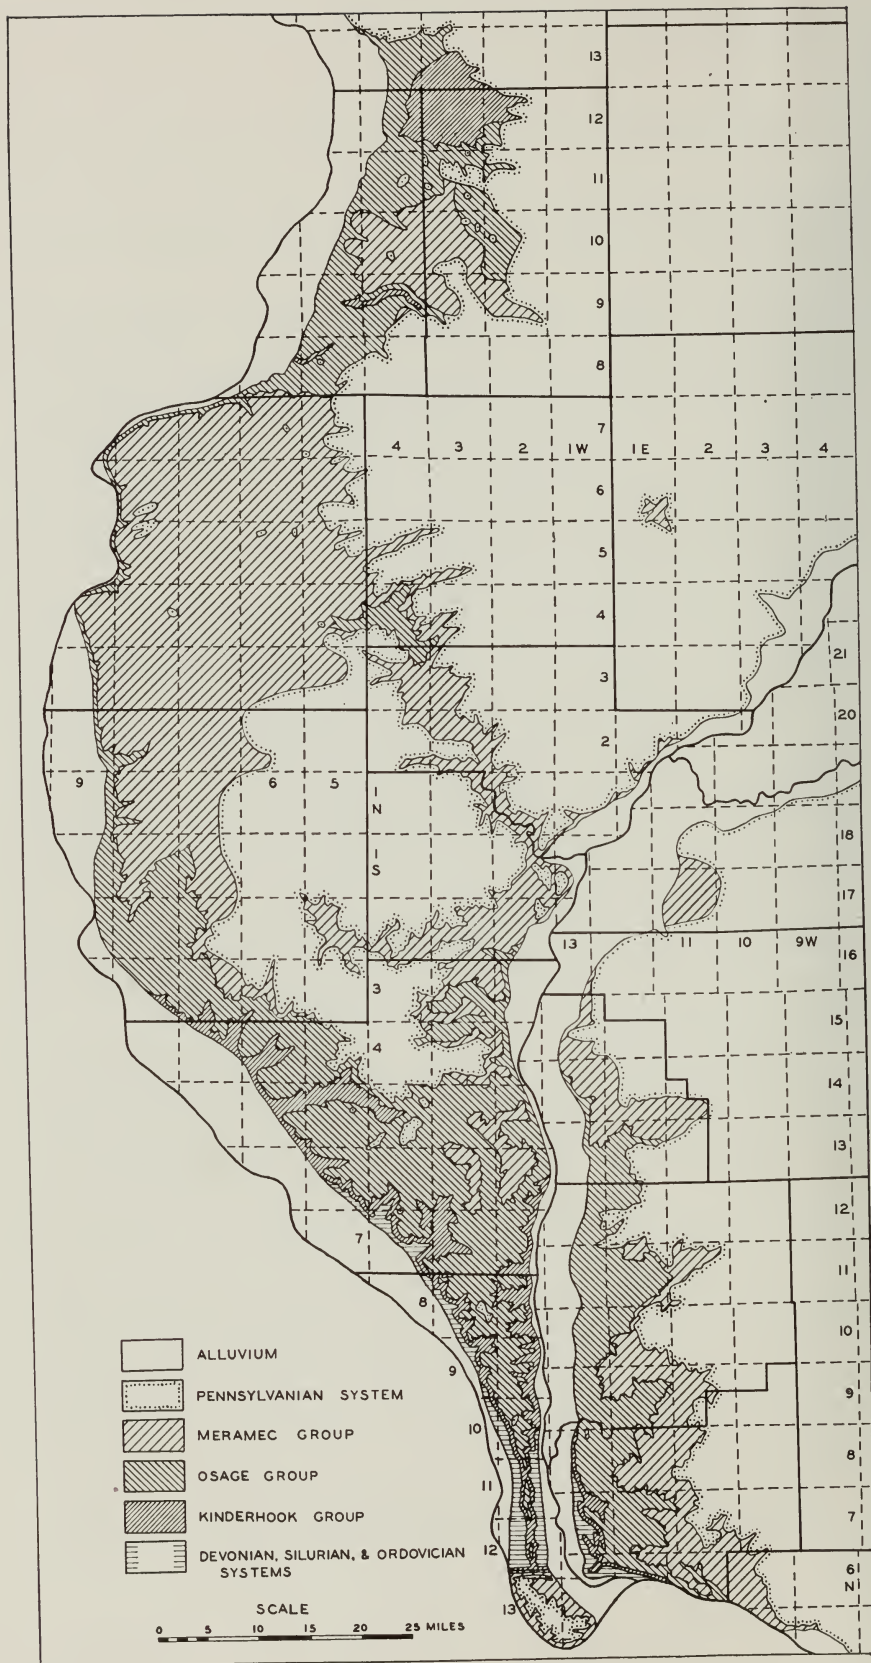 13
12
11
10
9
8
7
4 3 2 1W 1E 2 3 4
6
5
4
21
3
20
2
9 6 5
1
N
18
1
S
17
13 11 10 9W
16
3
15
4
14
13
12
7
11
8
10
9
9
10
8
11
7
12
6
N
13
ALLUVIUM
PENNSYLVANIAN SYSTEM
MERAMEC GROUP
OSAGE GROUP
KINDERHOOK GROUP
DEVONIAN, SILURIAN, & ORDOVICIAN
SYSTEMS
SCALE
0 5 10 15 20 25 MILES